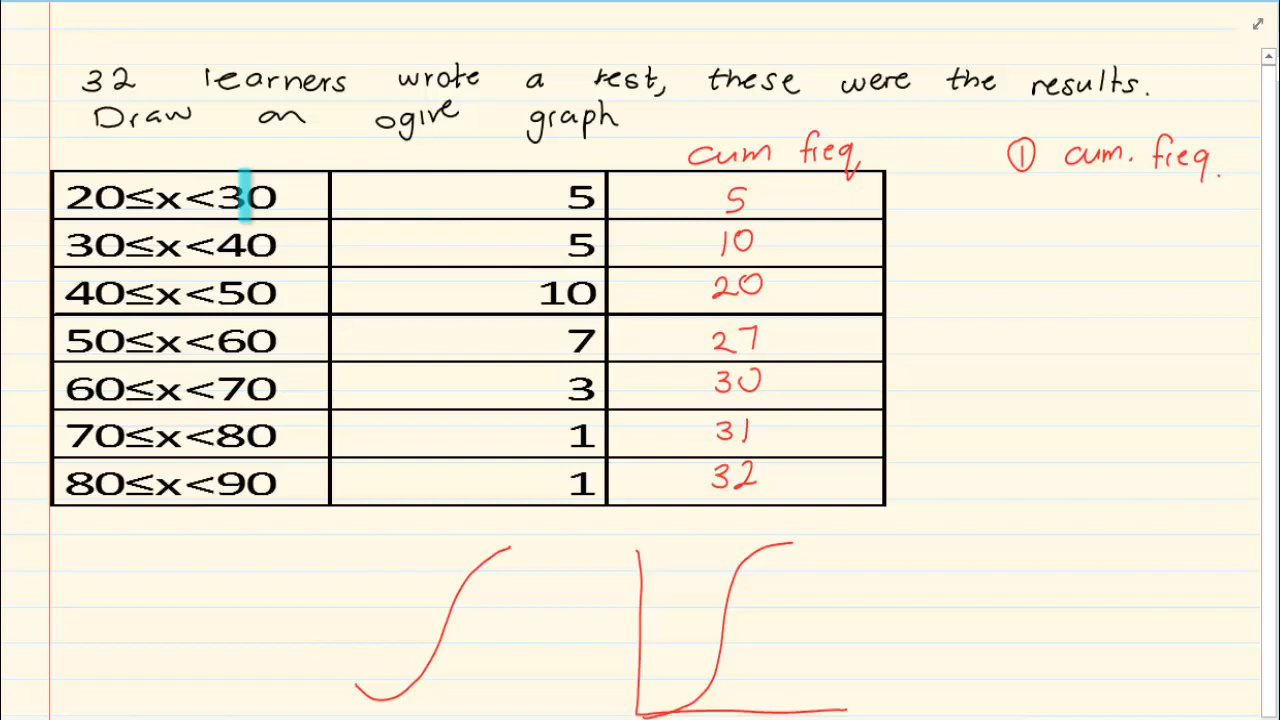 32 learners wrote a test, these were the results.
Draw an ogive graph
cum freq
① cum. freq.
20≤x<30 5 5
30≤x<40 5 10
40≤x<50 10 20
50≤x<60 7 27
60≤x<70 3 30
70≤x<80 1 31
80≤x<90 1 32